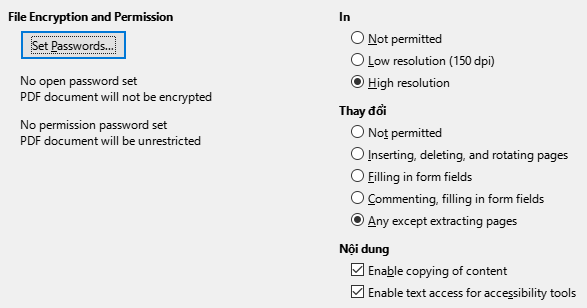 File Encryption and Permission
Set Passwords...
No open password set
PDF document will not be encrypted
No permission password set
PDF document will be unrestricted
In
Not permitted
Low resolution (150 dpi)
High resolution
Thay đổi
Not permitted
Inserting, deleting, and rotating pages
Filling in form fields
Commenting, filling in form fields
Any except extracting pages
Nội dung
Enable copying of content
Enable text access for accessibility tools